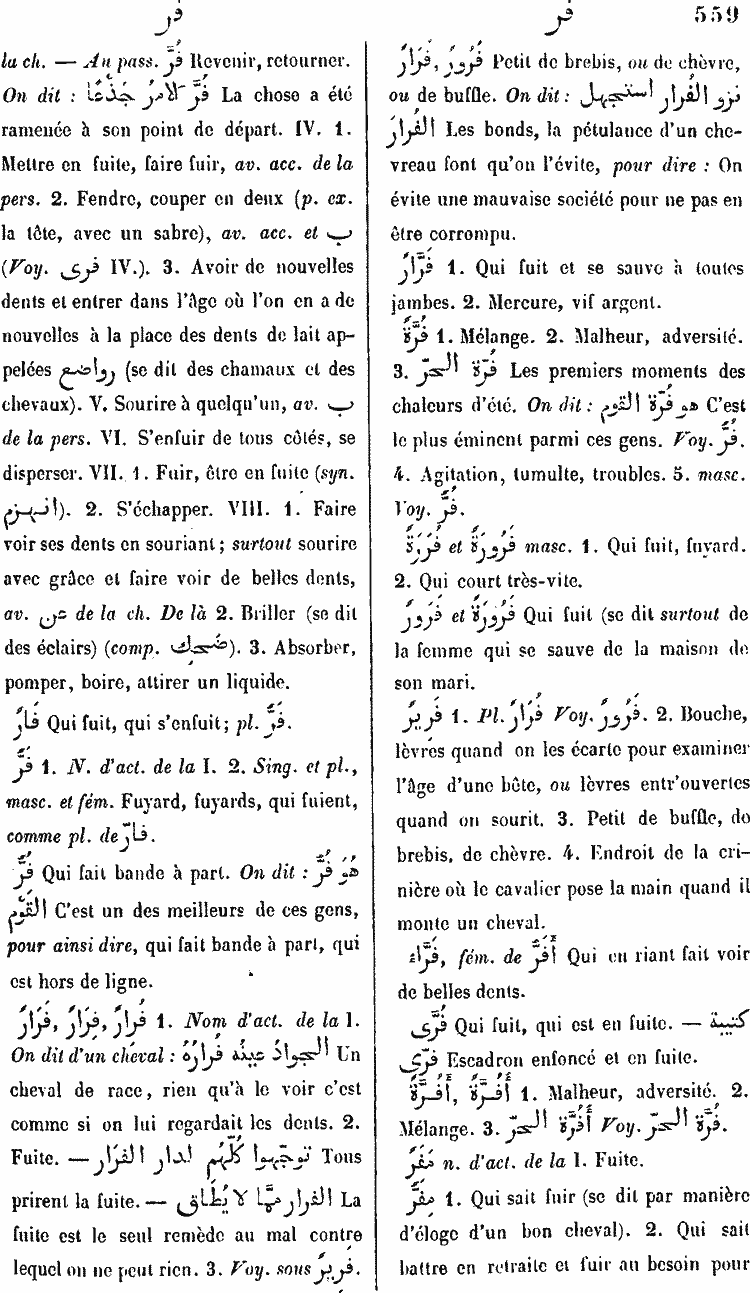 فر
فر
559
la ch. — Au pass. فُرَّ Revenir, retourner.
On dit : فُرَّ الامرُ جَذَعًا La chose a été
ramenée à son point de départ. IV. 1.
Mettre en fuite, faire fuir, av. acc. de la
pers. 2. Fendre, couper en deux (p. ex.
la tête, avec un sabre), av. acc. et ب
(Voy. فرى IV.). 3. Avoir de nouvelles
dents et entrer dans l'âge où l'on en a de
nouvelles à la place des dents de lait ap-
pelées رواضع (se dit des chamaux et des
chevaux). V. Sourire à quelqu'un, av. ب
de la pers. VI. S'enfuir de tous côtés, se
disperser. VII. 1. Fuir, être en fuite (syn.
انهزم). 2. S'échapper. VIII. 1. Faire
voir ses dents en souriant; surtout sourire
avec grâce et faire voir de belles dents,
av. عن de la ch. De là 2. Briller (se dit
des éclairs) (comp. ضحك). 3. Absorber,
pomper, boire, attirer un liquide.
فَارٌّ Qui fuit, qui s'enfuit; pl. فَرٌّ.
فَرٌّ 1. N. d'act. de la I. 2. Sing. et pl.,
masc. et fém. Fuyard, fuyards, qui fuient,
comme pl. de فارّ.
فُرٌّ Qui fait bande à part. On dit : هُوَ فُرُّ
القَوْمِ C'est un des meilleurs de ces gens,
pour ainsi dire, qui fait bande à part, qui
est hors de ligne.
فَرارٌ, فِرَارٌ, فُرَارٌ 1. Nom d'act. de la I.
On dit d'un cheval : الجوادُ عينُهُ فرارُهُ Un
cheval de race, rien qu'à le voir c'est
comme si on lui regardait les dents. 2.
Fuite. — توجّهوا كلّهُم لدار الفرَار Tous
prirent la fuite. — الفرار ممّا لا يُطَاق La
fuite est le seul remède au mal contre
lequel on ne peut rien. 3. Voy. sous فرير.
فُرُورٌ, فُرَارٌ Petit de brebis, ou de chèvre,
ou de buffle. On dit : نزو الفُرار استجهل
الفُرارَ Les bonds, la pétulance d'un che-
vreau font qu'on l'évite, pour dire : On
évite une mauvaise société pour ne pas en
être corrompu.
فَرَّارٌ 1. Qui fuit et se sauve à toutes
jambes. 2. Mercure, vif argent.
فُرَّةٌ 1. Mélange. 2. Malheur, adversité.
3. فُرّة الحرّ Les premiers moments des
chaleurs d'été. On dit : هو فُرّة القوم C'est
le plus éminent parmi ces gens. Voy. فُرٌّ.
4. Agitation, tumulte, troubles. 5. masc.
Voy. فَرٌّ.
فُرَرَةٌ et فَرُورَةٌ masc. 1. Qui fuit, fuyard.
2. Qui court très-vite.
فَرُورٌ et فَرُورَةٌ Qui fuit (se dit surtout de
la femme qui se sauve de la maison de
son mari.
فَرِيرٌ 1. Pl. فُرَارٌ Voy. فُرُورٌ. 2. Bouche,
lèvres quand on les écarte pour examiner
l'âge d'une bête, ou lèvres entr'ouvertes
quand on sourit. 3. Petit de buffle, de
brebis, de chèvre. 4. Endroit de la cri-
nière où le cavalier pose la main quand il
monte un cheval.
فَرَّاءُ, fém. de أَفَرُّ Qui en riant fait voir
de belles dents.
فُرَّى Qui fuit, qui est en fuite. — كتيبة
فُرَّى Escadron enfoncé et en fuite.
أَفُرَّةٌ, أُفُرَّةٌ 1. Malheur, adversité. 2.
Mélange. 3. أَفُرّة الحرّ Voy. فُرّة الحرّ.
مَفَرٌّ n. d'act. de la I. Fuite.
مِفَرٌّ 1. Qui sait fuir (se dit par manière
d'éloge d'un bon cheval). 2. Qui sait
battre en retraite et fuir au besoin pour